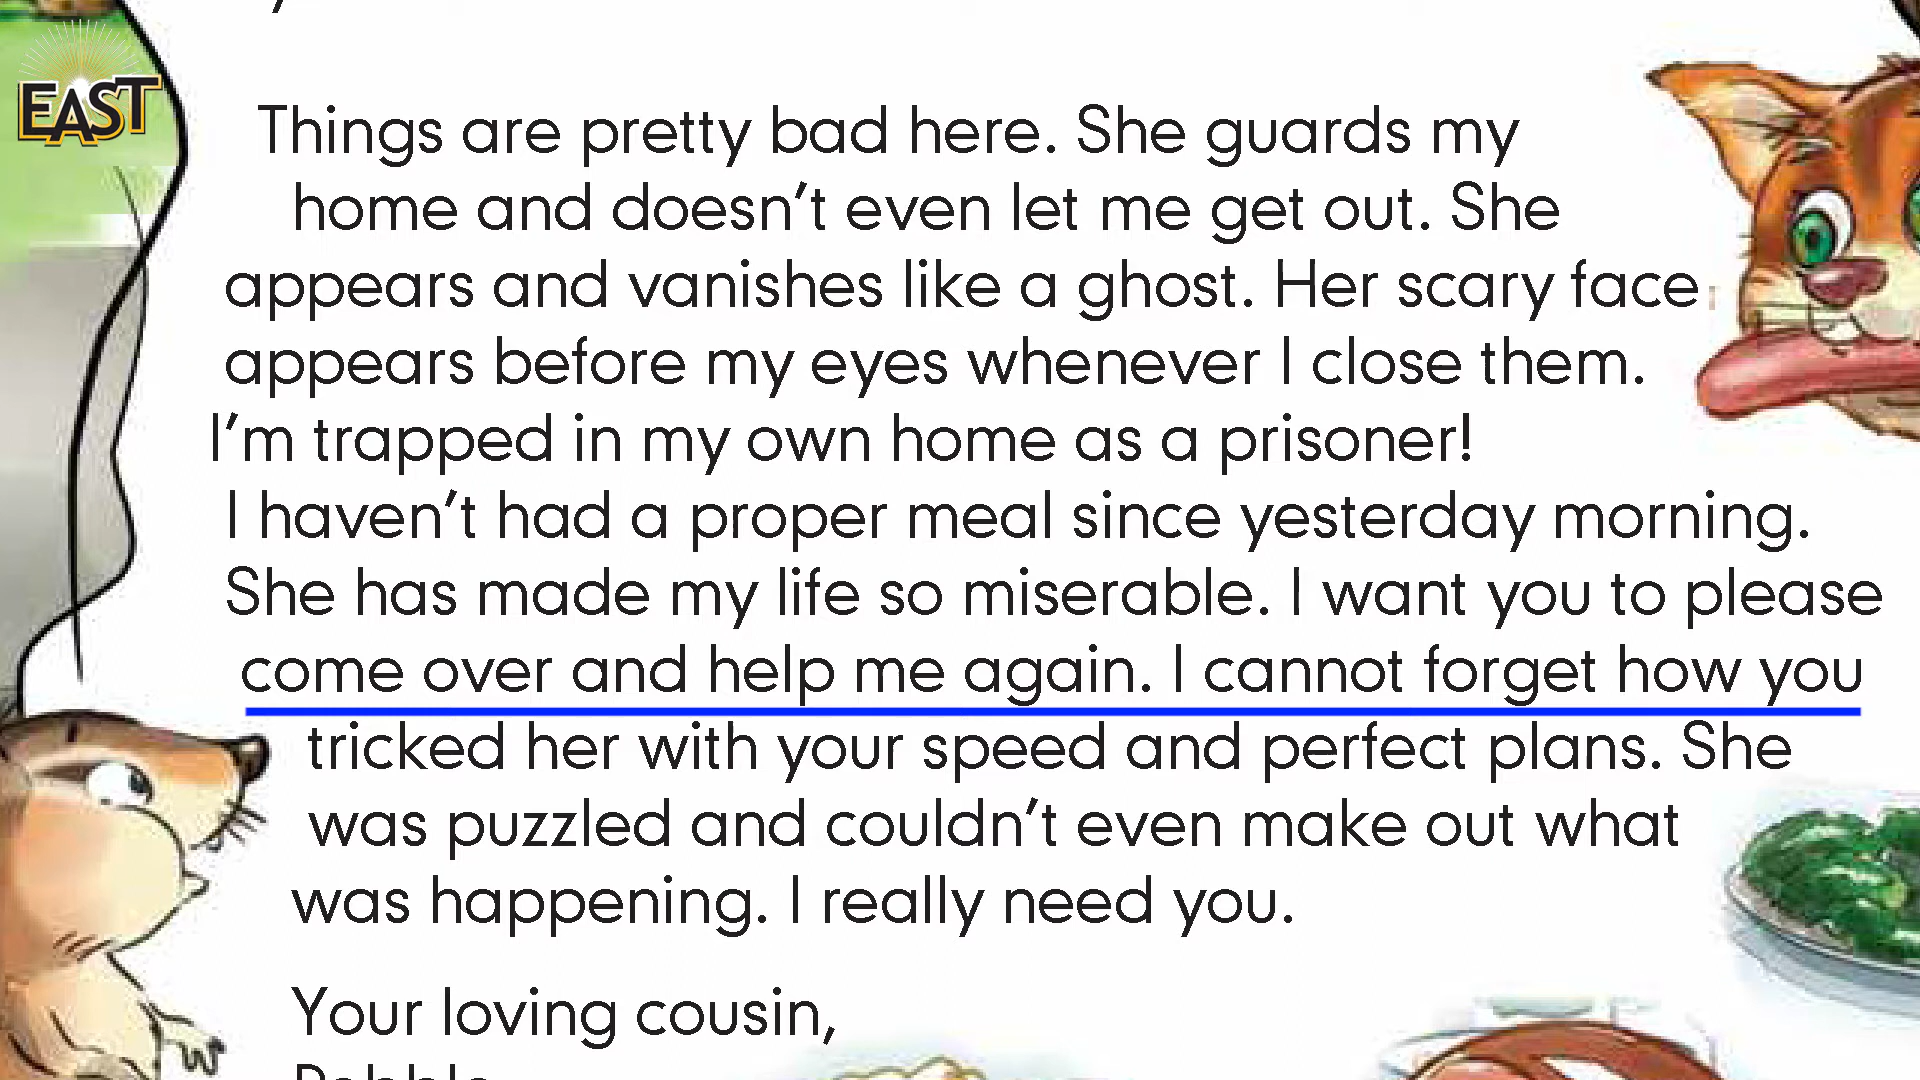 EAST
Things are pretty bad here. She guards my
home and doesn’t even let me get out. She
appears and vanishes like a ghost. Her scary face
appears before my eyes whenever I close them.
I’m trapped in my own home as a prisoner!
I haven’t had a proper meal since yesterday morning.
She has made my life so miserable. I want you to please
come over and help me again. I cannot forget how you
tricked her with your speed and perfect plans. She
was puzzled and couldn’t even make out what
was happening. I really need you.
Your loving cousin,